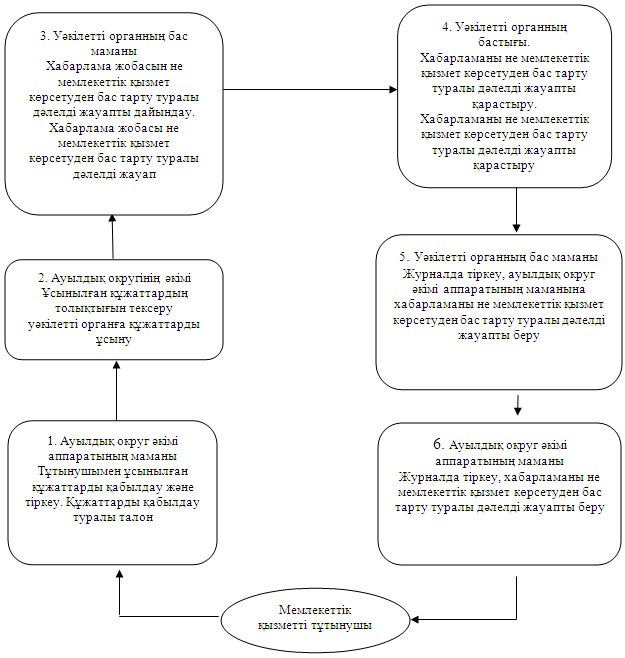 3. Уәкілетті органның бас
маманы
Хабарлама жобасын не
мемлекеттік қызмет
көрсетуден бас тарту туралы
дәлелді жауапты дайындау.
Хабарлама жобасы не
мемлекеттік қызмет
көрсетуден бас тарту туралы
дәлелді жауап
4. Уәкілетті органның
бастығы.
Хабарламаны не мемлекеттік
қызмет көрсетуден бас тарту
туралы дәлелді жауапты
қарастыру.
Хабарламаны не мемлекеттік
қызмет көрсетуден бас тарту
туралы дәлелді жауапты
қарастыру
2. Ауылдық округінің әкімі
Ұсынылған құжаттардың
толықтығын тексеру
уәкілетті органға құжаттарды
ұсыну
5. Уәкілетті органның бас маманы
Журналда тіркеу, ауылдық округ
әкімі аппаратының маманына
хабарламаны не мемлекеттік қызмет
көрсетуден бас тарту туралы дәлелді
жауапты беру
1. Ауылдық округ әкімі
аппаратының маманы
Тұтынушымен ұсынылған
құжаттарды қабылдау және
тіркеу. Құжаттарды қабылдау
туралы талон
6. Ауылдық округ әкімі
аппаратының маманы
Журналда тіркеу, хабарламаны не
мемлекеттік қызмет көрсетуден бас
тарту туралы дәлелді жауапты беру
Мемлекеттік
қызметті тұтынушы